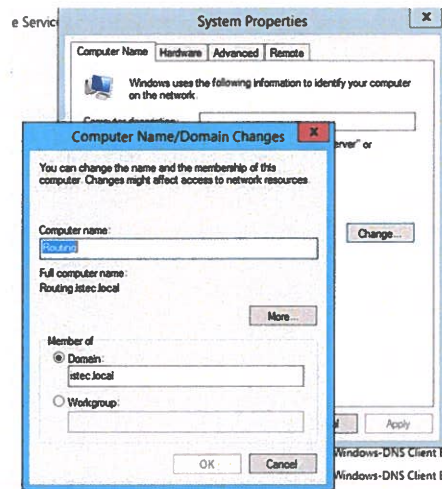 e Servic
System Properties
x
Computer Name
Hardware
Advanced
Remote
Windows uses the following information to identify your computer
on the network.
Computer description:
erver" or
Change...
Apply
Windows-DNS Client
Windows-DNS Client
Computer Name/Domain Changes
x
You can change the name and the membership of this
computer. Changes might affect access to network resources.
Computer name:
Routing
Full computer name:
Routing.istec.local
More...
Member of
Domain:
istec.local
Workgroup:
OK
Cancel